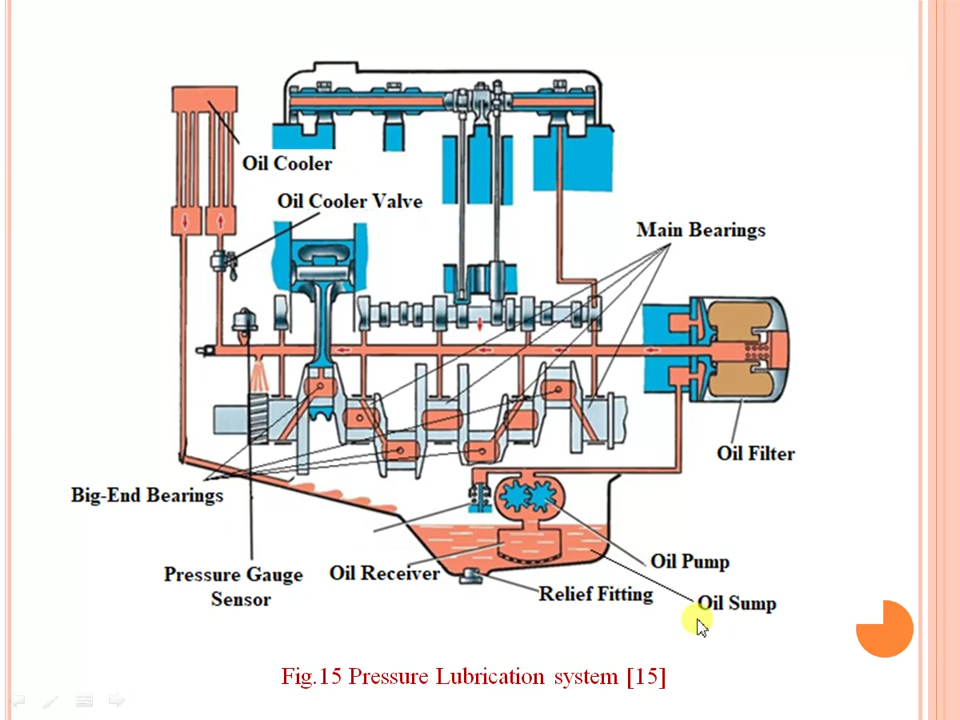 Oil Cooler
Oil Cooler Valve
Main Bearings
Oil Filter
Big-End Bearings
Pressure Gauge
Sensor
Oil Receiver
Relief Fitting
Oil Pump
Oil Sump
Fig.15 Pressure Lubrication system [15]